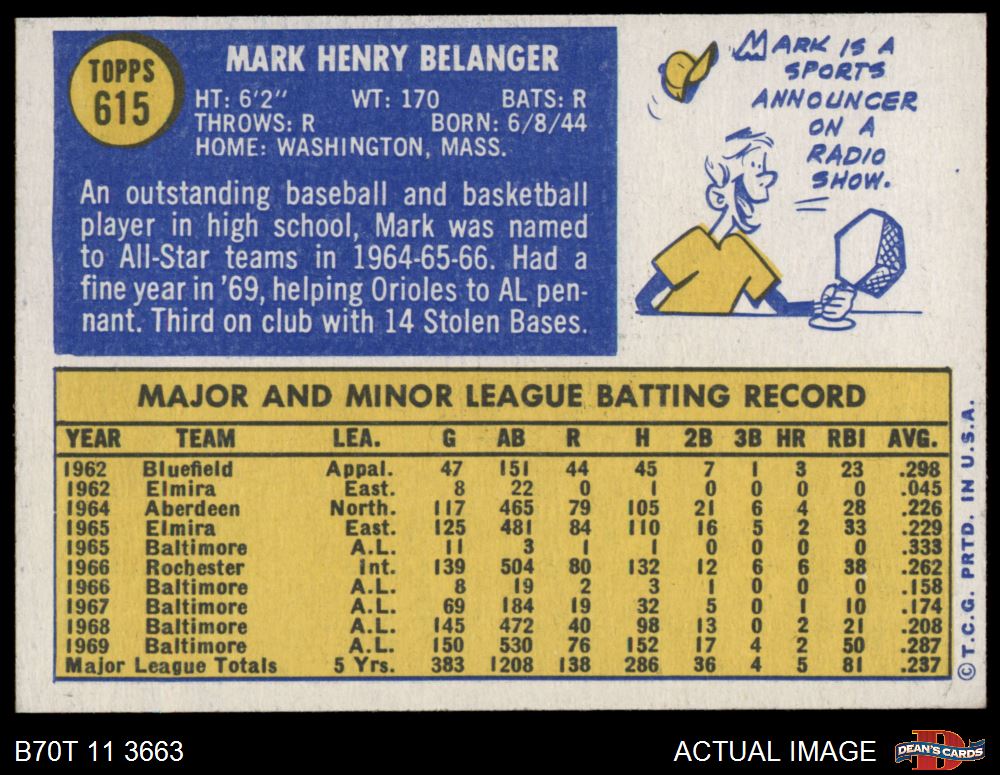 TOPPS
615
MARK HENRY BELANGER
HT: 6'2" WT: 170 BATS: R
THROWS: R BORN: 6/8/44
HOME: WASHINGTON, MASS.
An outstanding baseball and basketball
player in high school, Mark was named
to All-Star teams in 1964-65-66. Had a
fine year in '69, helping Orioles to AL pen-
nant. Third on club with 14 Stolen Bases.
MARK IS A
SPORTS
ANNOUNCER
ON A
RADIO
SHOW.
MAJOR AND MINOR LEAGUE BATTING RECORD
YEAR TEAM LEA. G AB R H 2B 3B HR RBI AVG.
1962 Bluefield Appal. 47 151 44 45 7 1 3 23 .298
1962 Elmira East. 8 22 0 1 0 0 0 0 .045
1964 Aberdeen North. 117 465 79 105 21 6 4 28 .226
1965 Elmira East. 125 481 84 110 16 5 2 33 .229
1965 Baltimore A.L. 11 3 1 1 0 0 0 0 .333
1966 Rochester Int. 139 504 80 132 12 6 6 38 .262
1966 Baltimore A.L. 8 19 2 3 1 0 0 0 .158
1967 Baltimore A.L. 69 184 19 32 5 0 1 10 .174
1968 Baltimore A.L. 145 472 40 98 13 0 2 21 .208
1969 Baltimore A.L. 150 530 76 152 17 4 2 50 .287
Major League Totals 5 Yrs. 383 1208 138 286 36 4 5 81 .237
© T.C.G. PRTD. IN U.S.A.
B70T 11 3663
ACTUAL IMAGE
DEAN'S CARDS